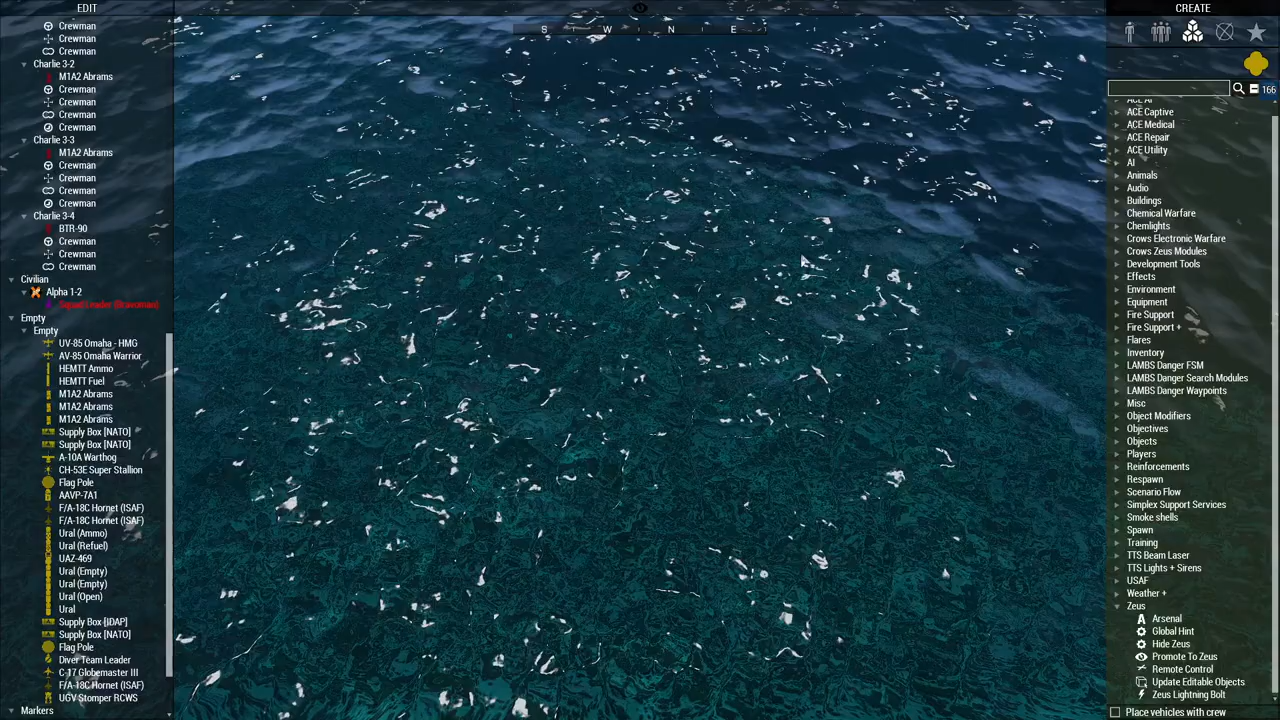 EDIT
Crewman
Crewman
Crewman
Charlie 3-2
M1A2 Abrams
Crewman
Crewman
Crewman
Crewman
Charlie 3-3
M1A2 Abrams
Crewman
Crewman
Crewman
Crewman
Charlie 3-4
BTR-90
Crewman
Crewman
Crewman
Civilian
Alpha 1-2
Squad Leader (Bravoman)
Empty
Empty
UV-85 Omaha - HMG
AV-85 Omaha Warrior
HEMTT Ammo
HEMTT Fuel
M1A2 Abrams
M1A2 Abrams
M1A2 Abrams
Supply Box [NATO]
Supply Box [NATO]
A-10A Warthog
CH-53E Super Stallion
Flag Pole
AAVP-7A1
F/A-18C Hornet (ISAF)
F/A-18C Hornet (ISAF)
Ural (Ammo)
Ural (Refuel)
UAZ-469
Ural (Empty)
Ural (Empty)
Ural (Open)
Ural
Supply Box [IDAP]
Supply Box [NATO]
Flag Pole
Diver Team Leader
C-17 Globemaster III
F/A-18C Hornet (ISAF)
UGV Stomper RCWS
Markers
S W N E
CREATE
166
ACE AI
ACE Captive
ACE Medical
ACE Repair
ACE Utility
AI
Animals
Audio
Buildings
Chemical Warfare
Chemlights
Crows Electronic Warfare
Crows Zeus Modules
Development Tools
Effects
Environment
Equipment
Fire Support
Fire Support +
Flares
Inventory
LAMBS Danger FSM
LAMBS Danger Search Modules
LAMBS Danger Waypoints
Misc
Object Modifiers
Objectives
Objects
Players
Reinforcements
Respawn
Scenario Flow
Simplex Support Services
Smoke shells
Spawn
Training
TTS Beam Laser
TTS Lights + Sirens
USAF
Weather +
Zeus
Arsenal
Global Hint
Hide Zeus
Promote To Zeus
Remote Control
Update Editable Objects
Zeus Lightning Bolt
Place vehicles with crew